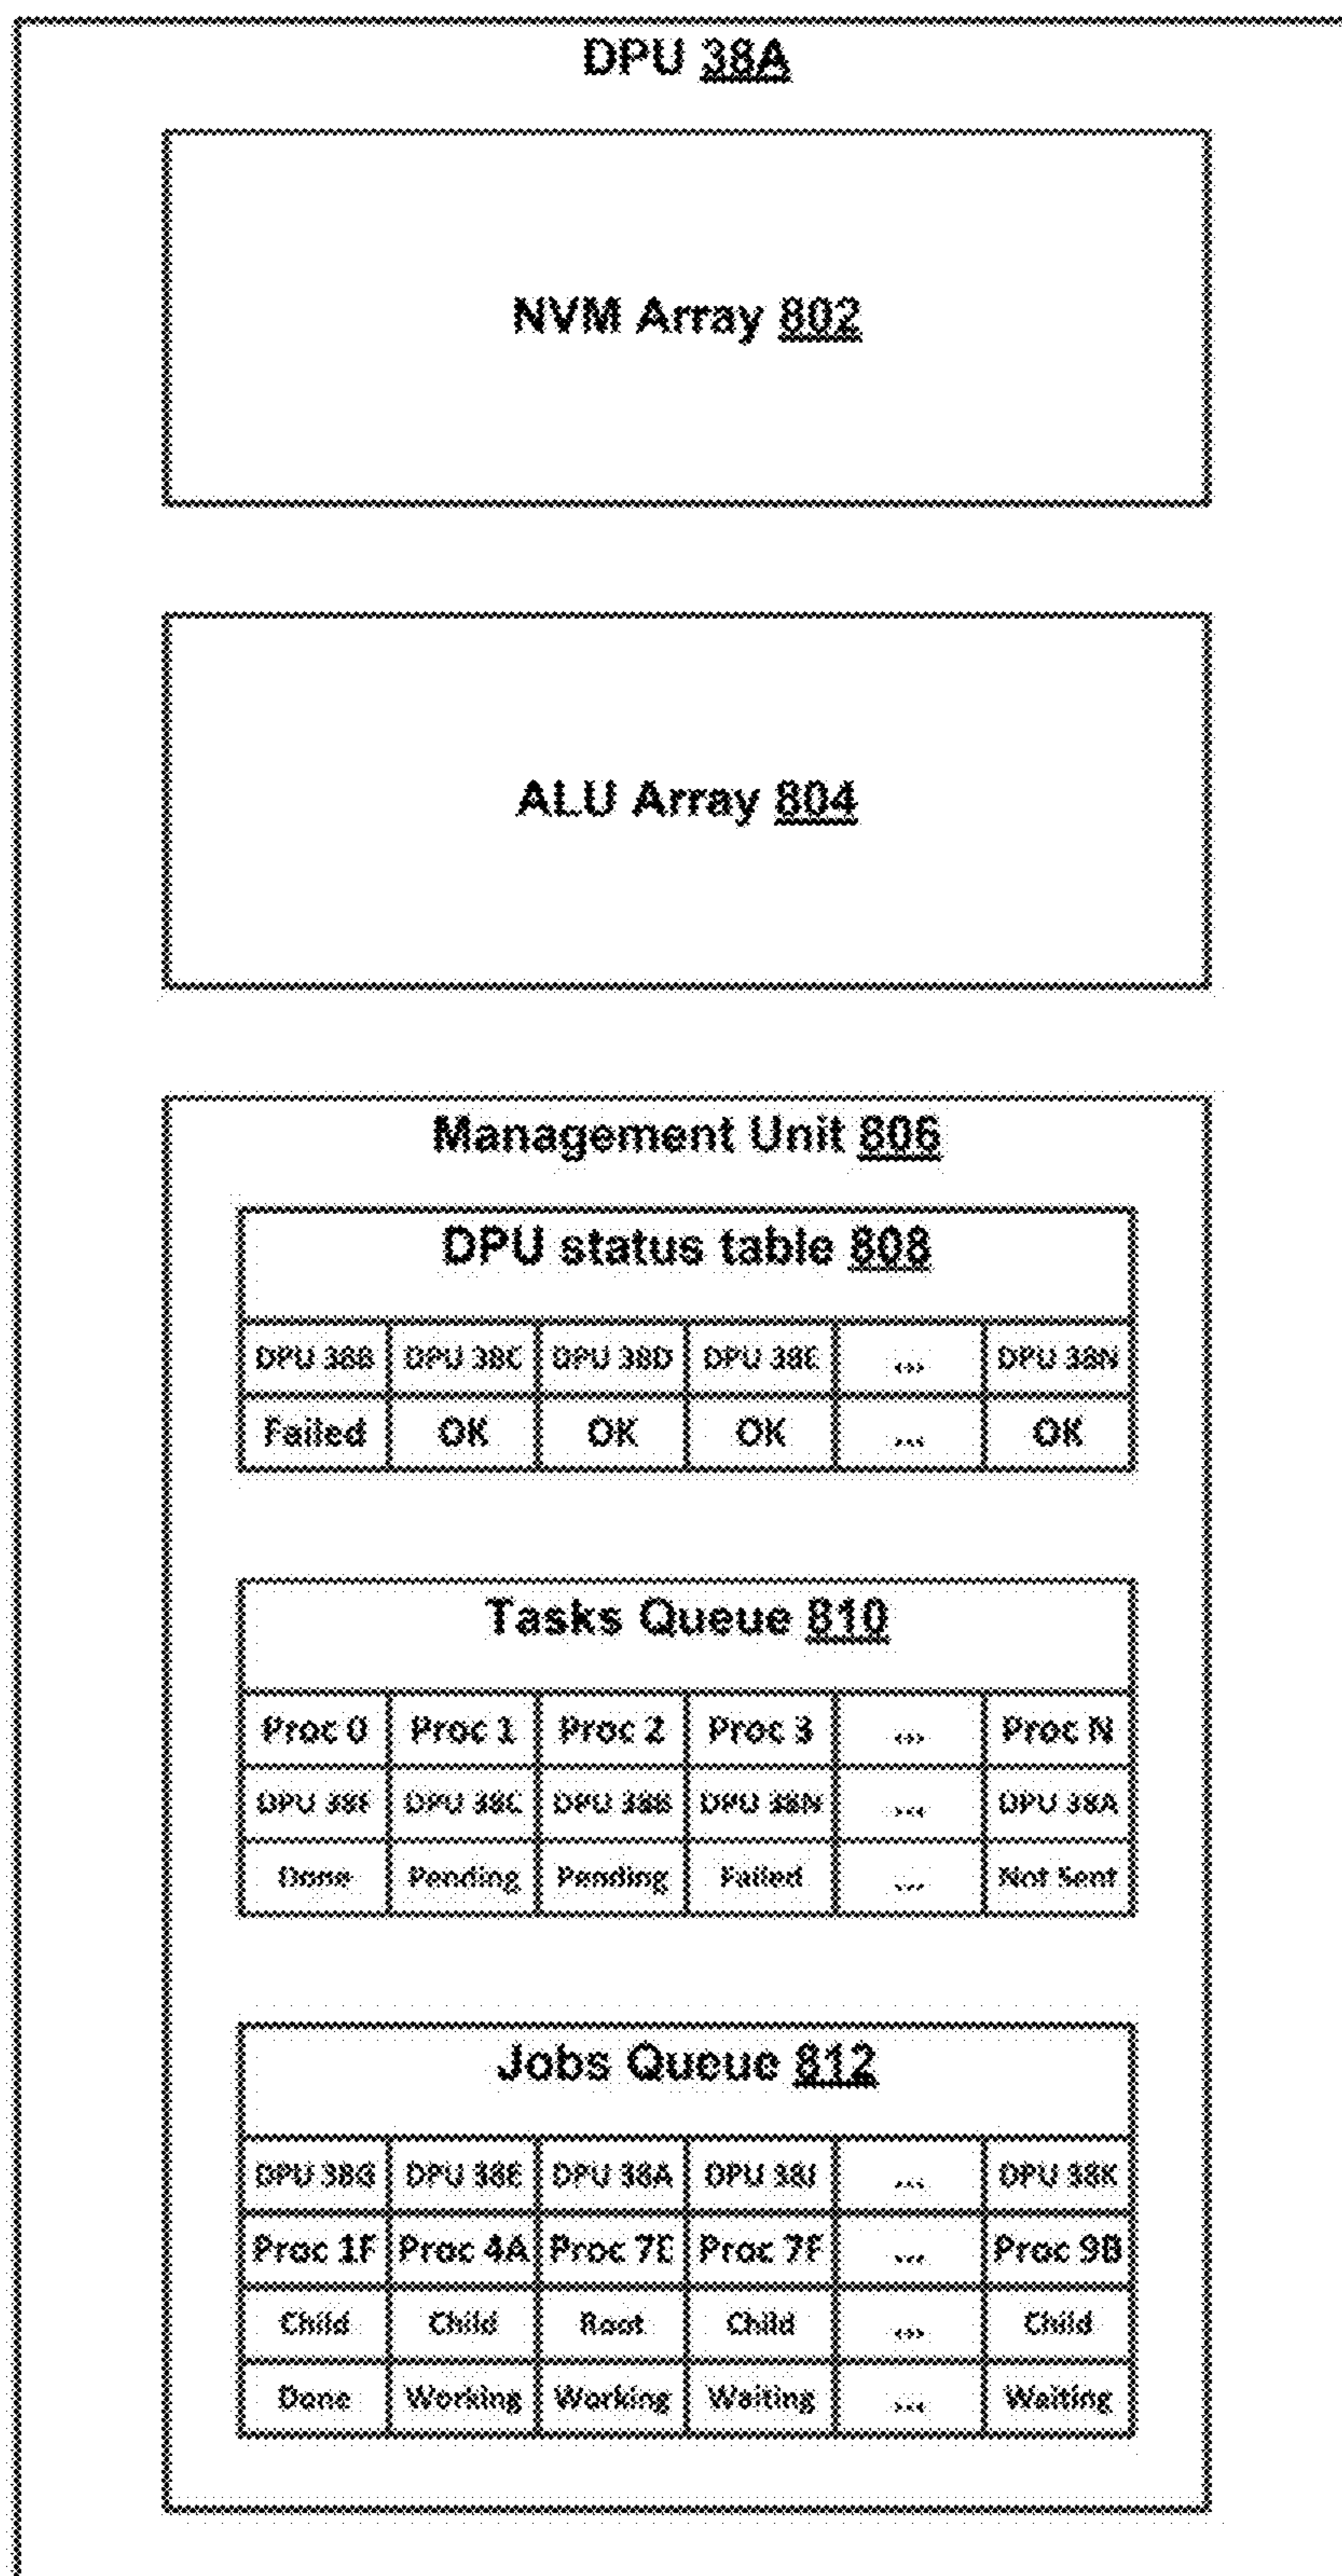 DPU 38A
NVM Array 802
ALU Array 804
Management Unit 806
DPU status table 808
DPU 38B DPU 38C DPU 38D DPU 38E ... DPU 38N
Failed OK OK OK ... OK
Tasks Queue 810
Proc 0 Proc 1 Proc 2 Proc 3 ... Proc N
DPU 38F DPU 38C DPU 38B DPU 38N ... DPU 38A
Done Pending Pending Failed ... Not Sent
Jobs Queue 812
DPU 38G DPU 38E DPU 38A DPU ... DPU 38K
Proc 1F Proc 4A Proc 7E Proc 7F ... Proc 9B
Child Child Root Child ... Child
Done Working Working Waiting ... Waiting